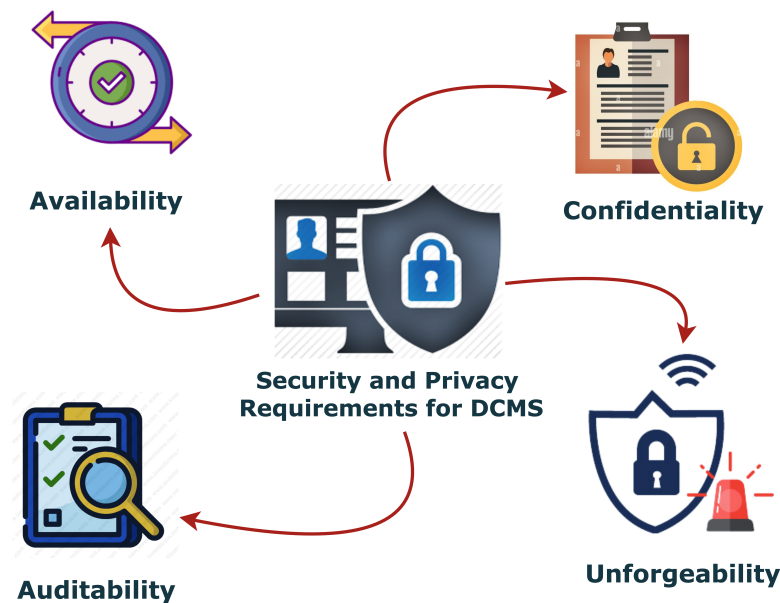 Availability
Confidentiality
Security and Privacy
Requirements for DCMS
Auditability
Unforgeability